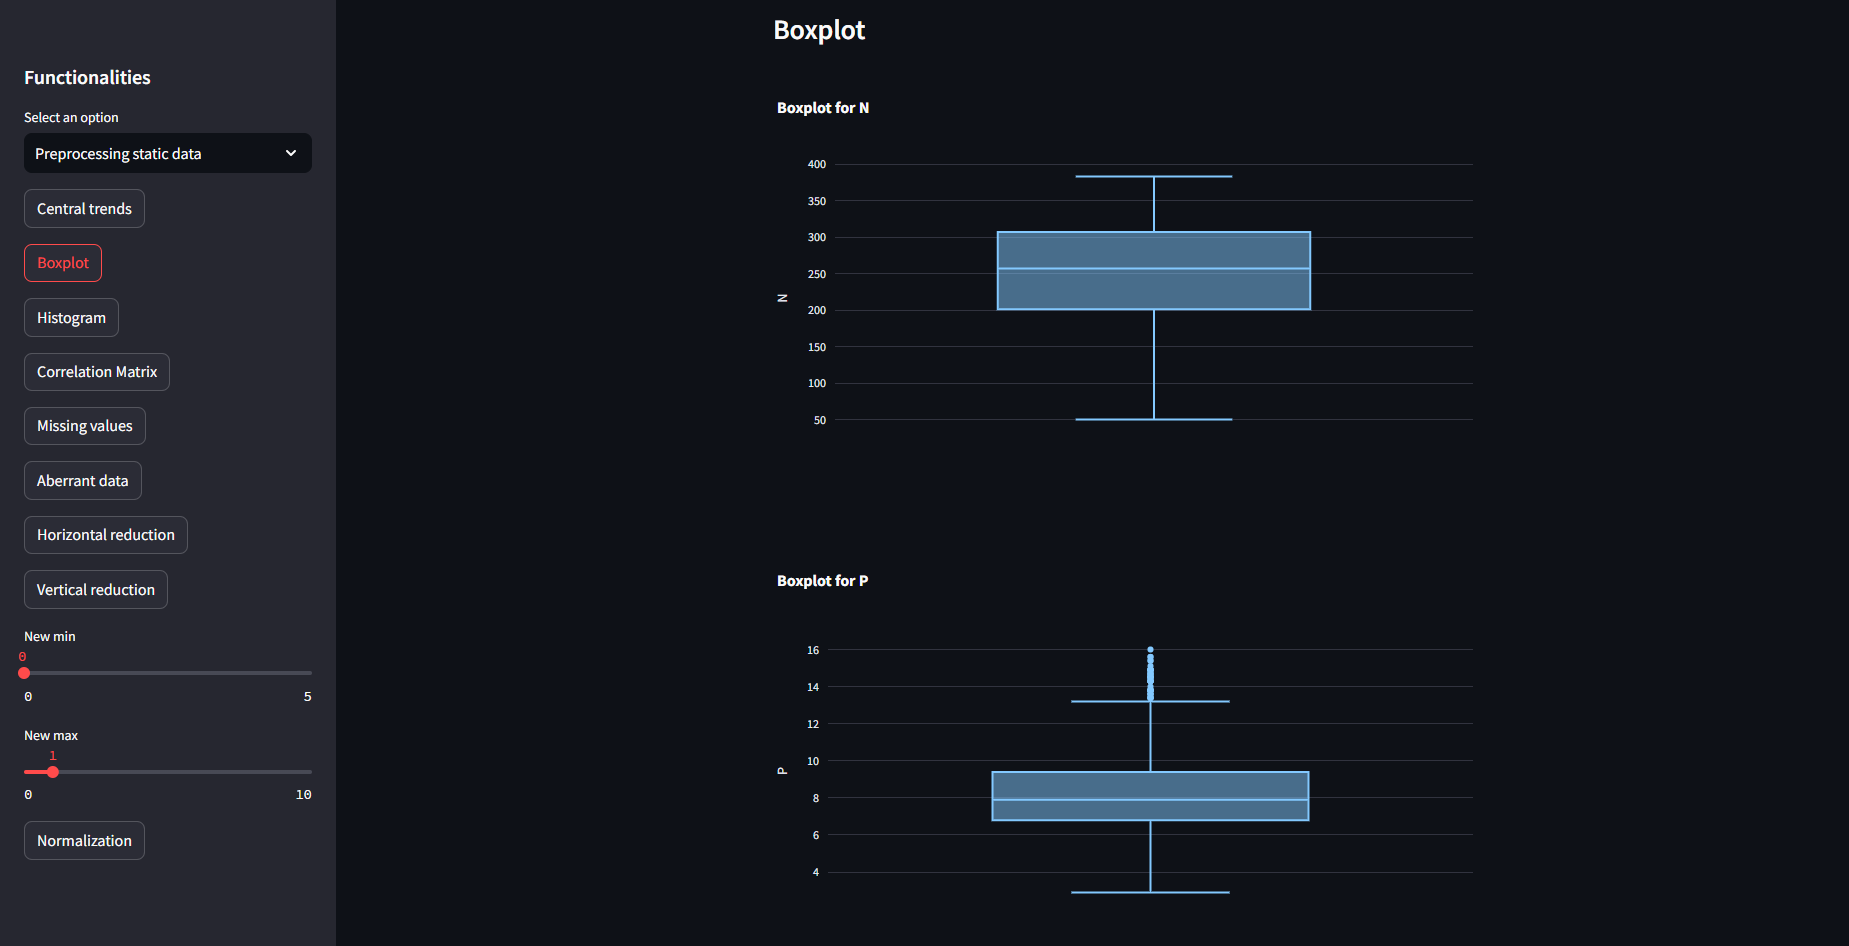 Functionalities
Select an option
Preprocessing static data
Central trends
Boxplot
Histogram
Correlation Matrix
Missing values
Aberrant data
Horizontal reduction
Vertical reduction
New min
0
0 5
New max
1
0 10
Normalization
Boxplot
Boxplot for N
400
350
300
250
200
150
100
50
N
Boxplot for P
16
14
12
10
8
6
4
P